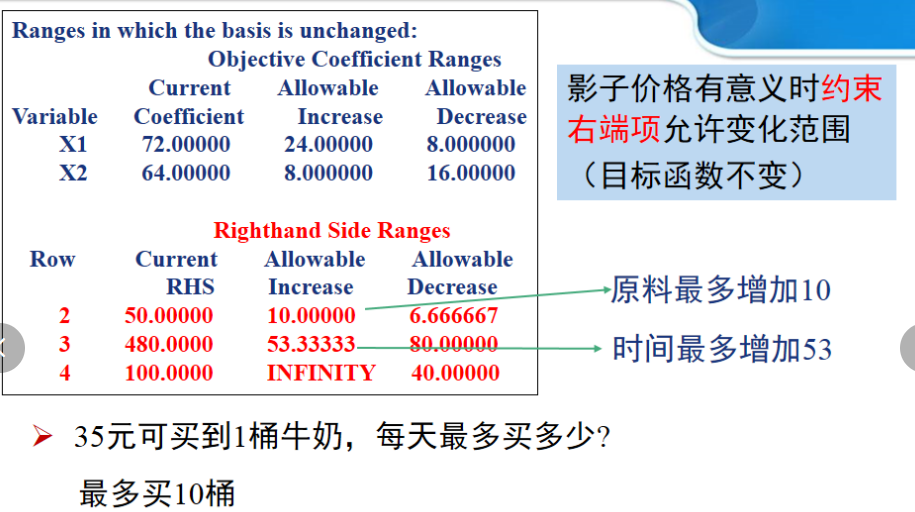 Ranges in which the basis is unchanged:
Objective Coefficient Ranges
Current Allowable Allowable
Variable Coefficient Increase Decrease
X1 72.00000 24.00000 8.000000
X2 64.00000 8.000000 16.00000
Righthand Side Ranges
Row Current Allowable Allowable
RHS Increase Decrease
2 50.00000 10.00000 6.666667
3 480.0000 53.33333 80.00000
4 100.0000 INFINITY 40.00000
影子价格有意义时约束
右端项允许变化范围
（目标函数不变）
原料最多增加10
时间最多增加53
35元可买到1桶牛奶，每天最多买多少?
最多买10桶